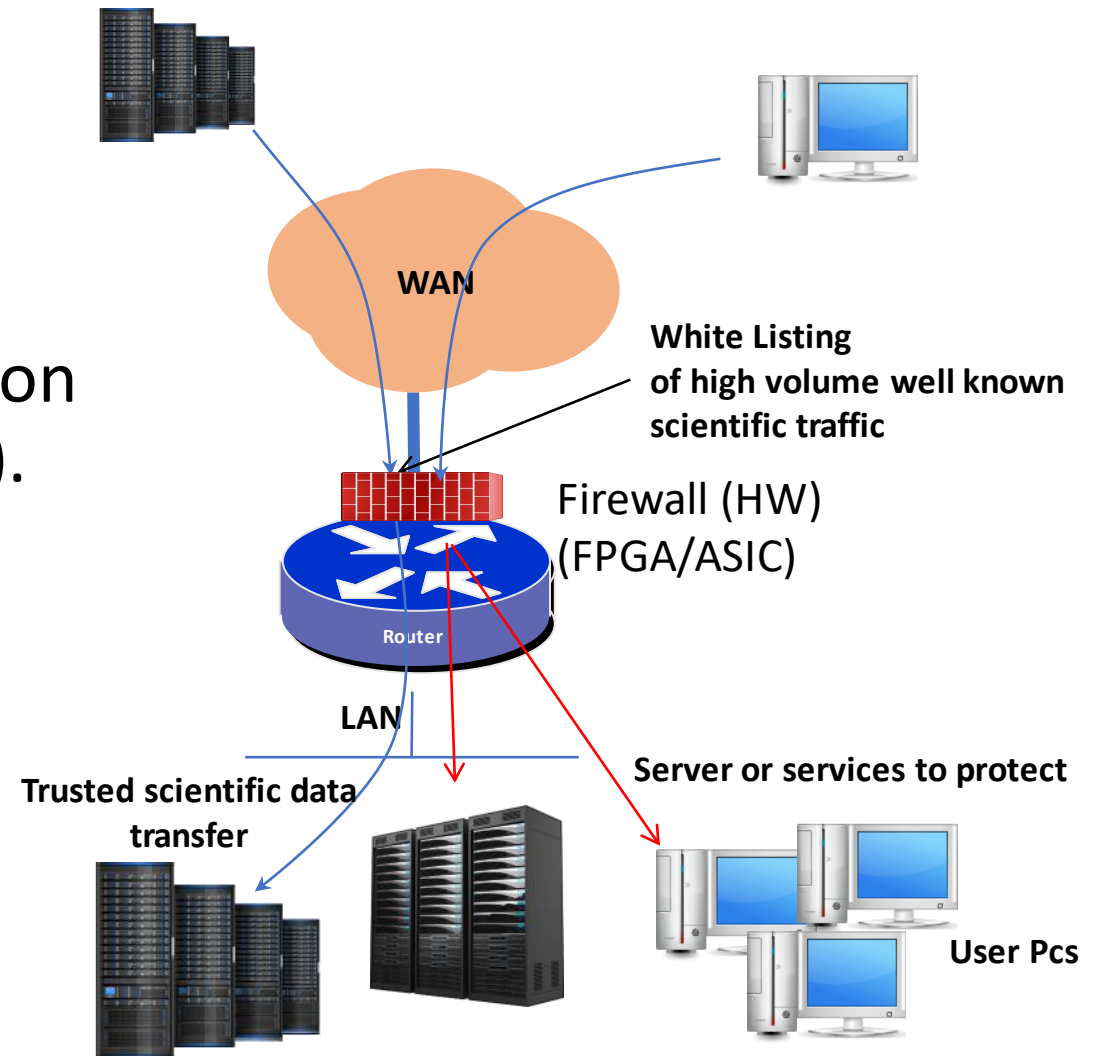 WAN
White Listing
of high volume well known
scientific traffic
on
).
Firewall (HW)
(FPGA/ASIC)
Router
LAN
Server or services to protect
Trusted scientific data
transfer
User Pcs